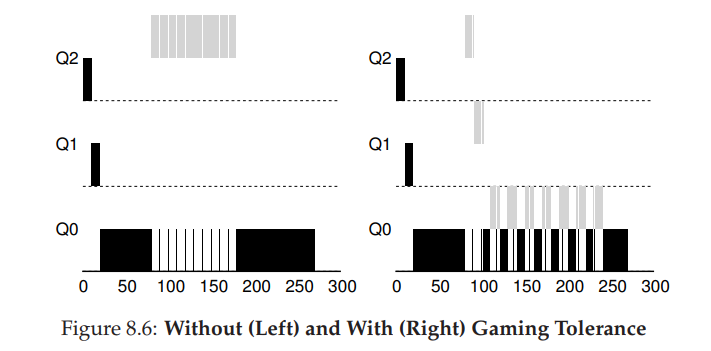 Q2 Q2
Q1 Q1
Q0 Q0
0 50 100 150 200 250 300 0 50 100 150 200 250 300
Figure 8.6: Without (Left) and With (Right) Gaming Tolerance